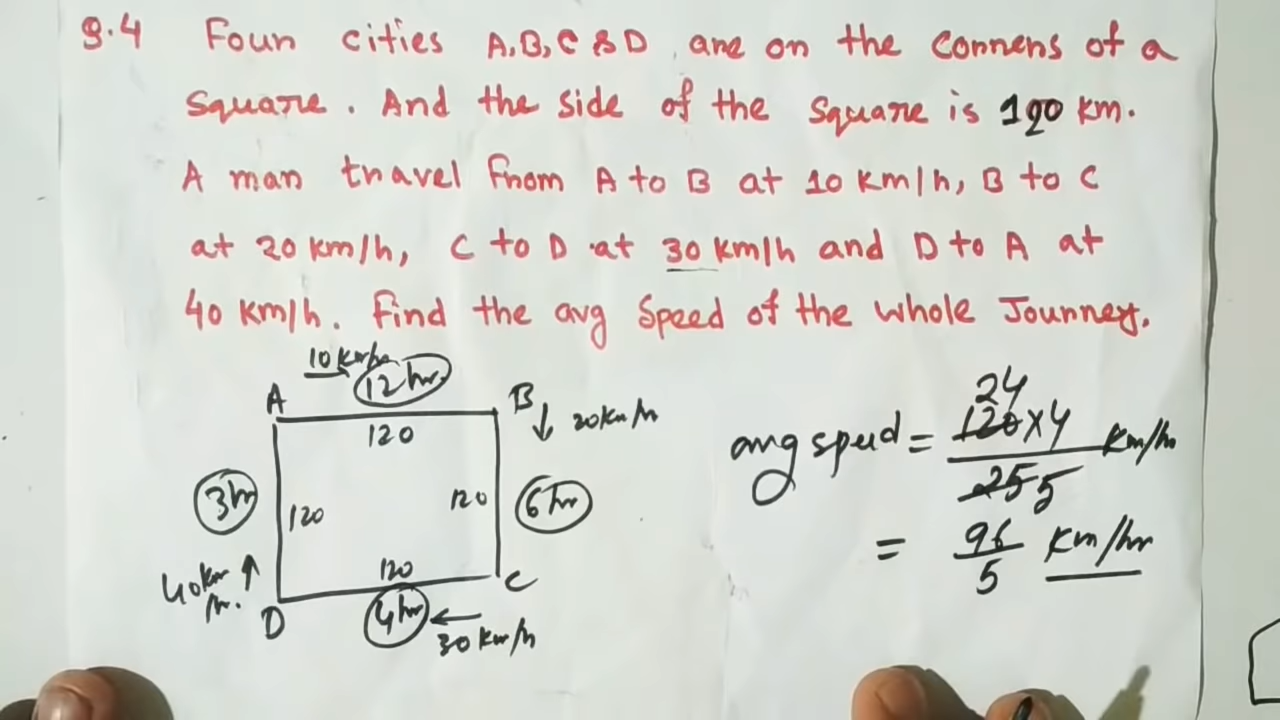 9.4 Four cities A,B,C & D are on the corners of a
Square. And the side of the square is 120 km.
A man travel from A to B at 10 km/h, B to C
at 20 km/h, C to D at 30 km/h and D to A at
40 km/h. Find the avg Speed of the whole Journey.
10 km/hr 12 hr.
A B 20 km/h
120
3 hr 120 120 6 hr
40 km/hr.
120
D 4 hr C
30 km/h
avg speed = 120×4 / 25 km/hr
24
5
= 96/5 km/hr